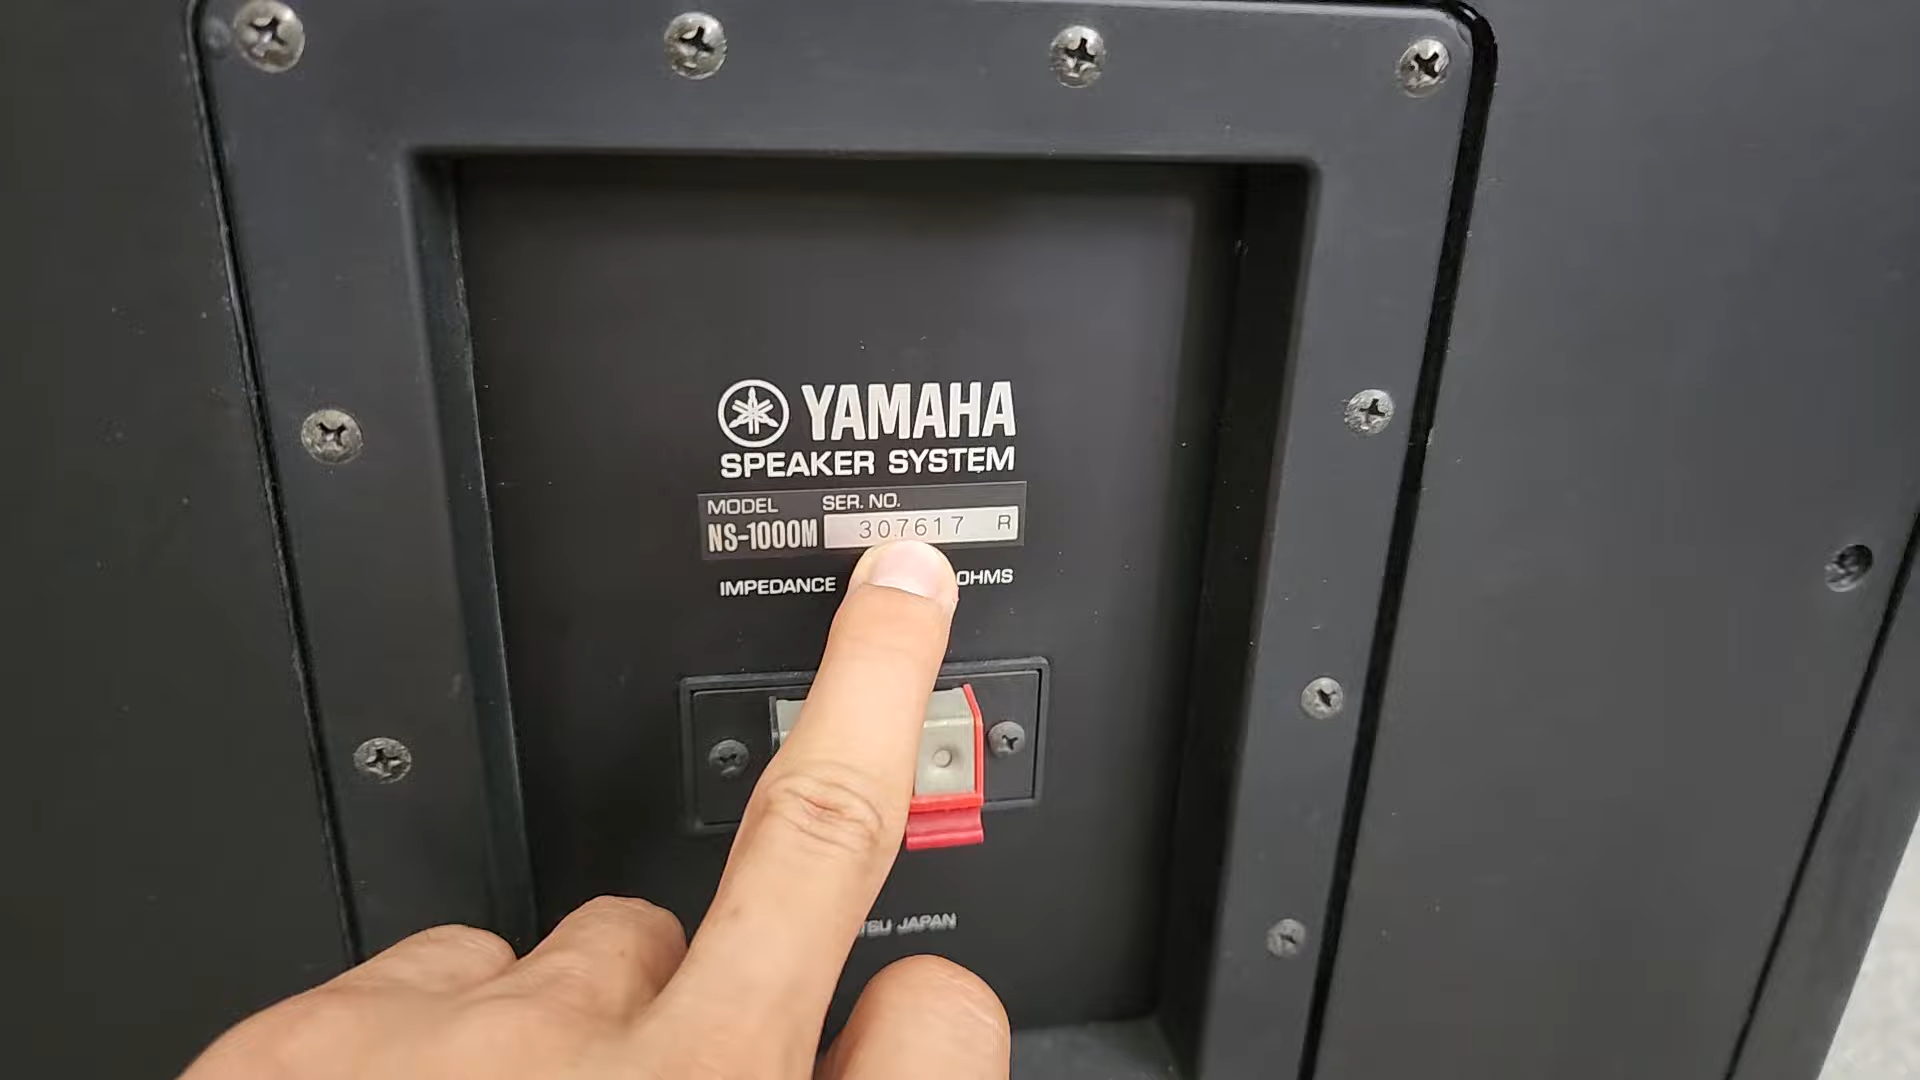 YAMAHA
SPEAKER SYSTEM
MODEL SER. NO.
NS-1000M 307617 R
IMPEDANCE OHMS
JAPAN